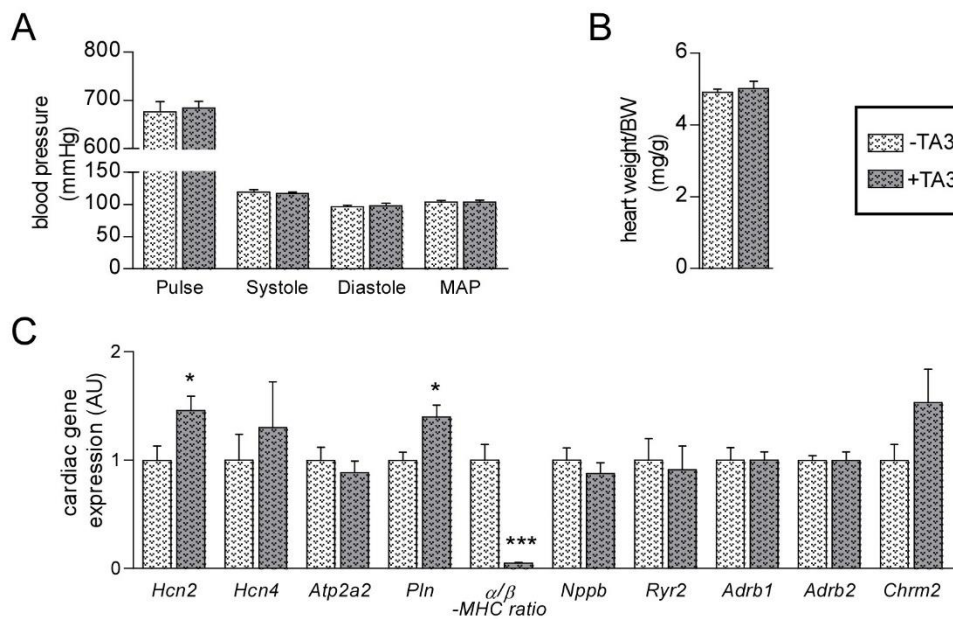 A
blood pressure
(mmHg)
800
700
600
150
100
50
0
Pulse Systole Diastole MAP
B
heart weight/BW
(mg/g)
6
4
2
0
-TA3
+TA3
C
cardiac gene
expression (AU)
2
1
0
*
*
***
Hcn2 Hcn4 Atp2a2 Pln α/β Nppb Ryr2 Adrb1 Adrb2 Chrm2
-MHC ratio